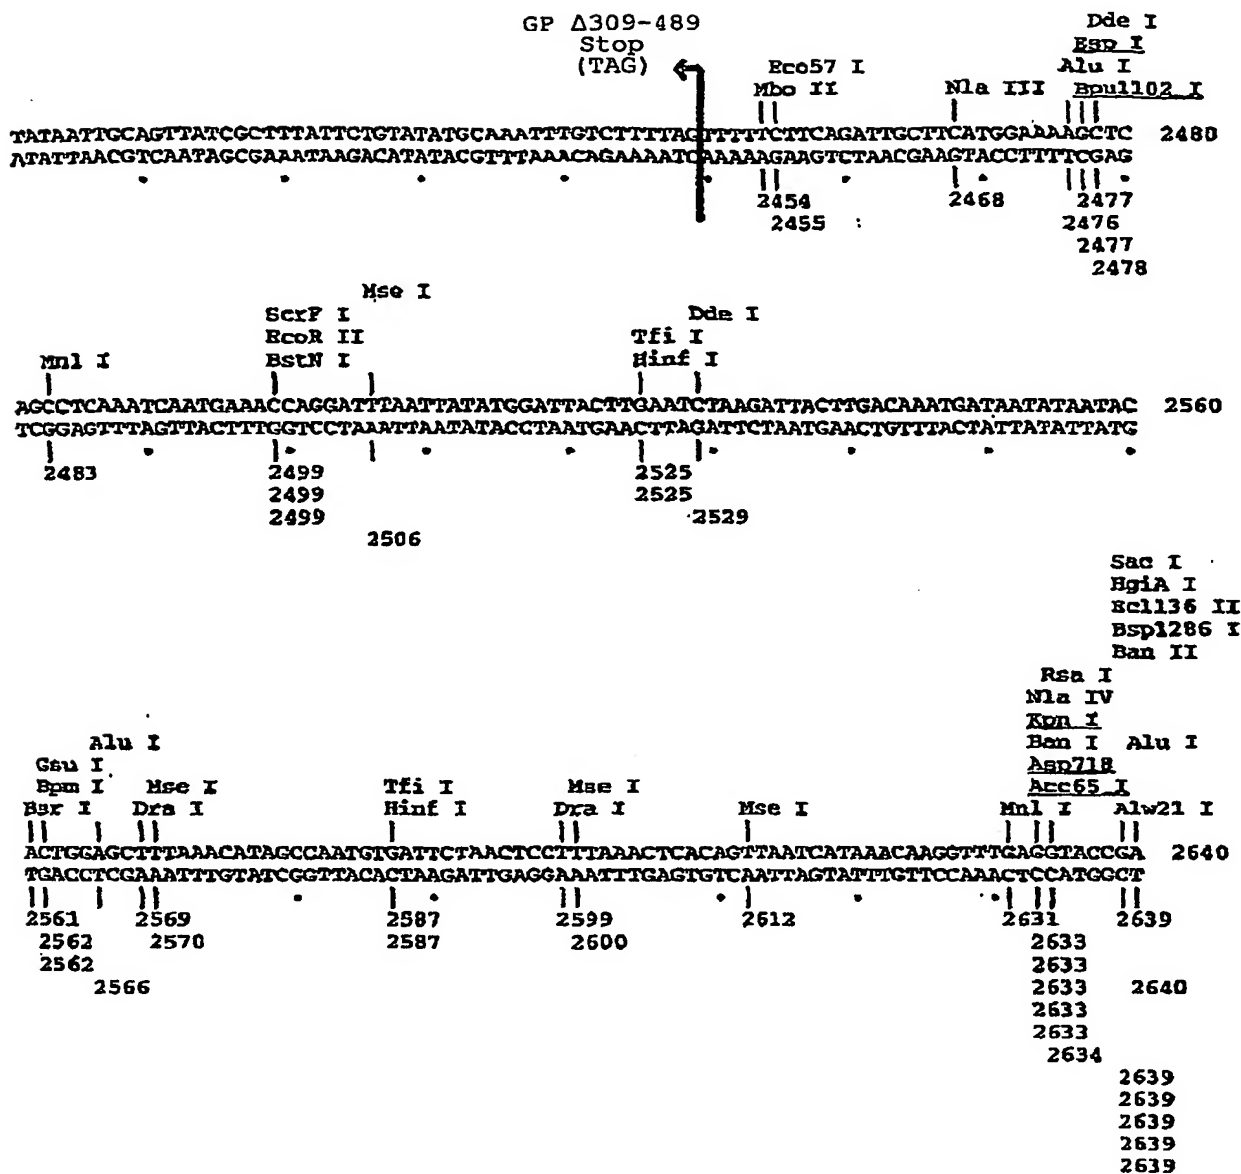 GP Δ309-489
Stop
(TAG)
Dde I
Esp I
Eco57 I Alu I
Mbo II Nla III Bpu1102 I
TATAATTGCAGTTATCGCTTTATTCTGTATATGCAAATTTGTCTTTTAGTTTTTCTTCAGATTGCTTCATGGAAAAGCTC 2480
ATATTAACGTCAATAGCGAAATAAGACATATACGTTTAAACAGAAAATCAAAAAGAAGTCTAACGAAGTACCTTTTCGAG
2454 2468 2477
2455 2476
2477
2478
Mse I
ScrF I Dde I
EcoR II Tfi I
Mnl I BstN I Hinf I
AGCCTCAAATCAATGAAACCAGGATTTAATTATATGGATTACTTGAATCTAAGATTACTTGACAAATGATAATATAATAC 2560
TCGGAGTTTAGTTACTTTGGTCCTAAATTAATATACCTAATGAACTTAGATTCTAATGAACTGTTTACTATTATATTATG
2483 2499 2525
2499 2525
2499 2529
2506
Sac I
HgiA I
Ecl136 II
Bsp1286 I
Ban II
Rsa I
Nla IV
Kpn I
Alu I Ban I Alu I
Gsu I Asp718
Bpm I Mse I Tfi I Mse I Acc65 I
Bsr I Dra I Hinf I Dra I Mse I Mnl I Alw21 I
ACTGGAGCTTTAAACATAGCCAATGTGATTCTAACTCCTTTAAACTCACAGTTAATCATAAACAAGGTTTGAGGTACCGA 2640
TGACCTCGAAATTTGTATCGGTTACACTAAGATTGAGGAAATTTGAGTGTCAATTAGTATTTGTTCCAAACTCCATGGCT
2561 2569 2587 2599 2612 2631 2639
2562 2570 2587 2600 2633
2562 2633
2566 2633 2640
2633
2633
2634
2639
2639
2639
2639
2639